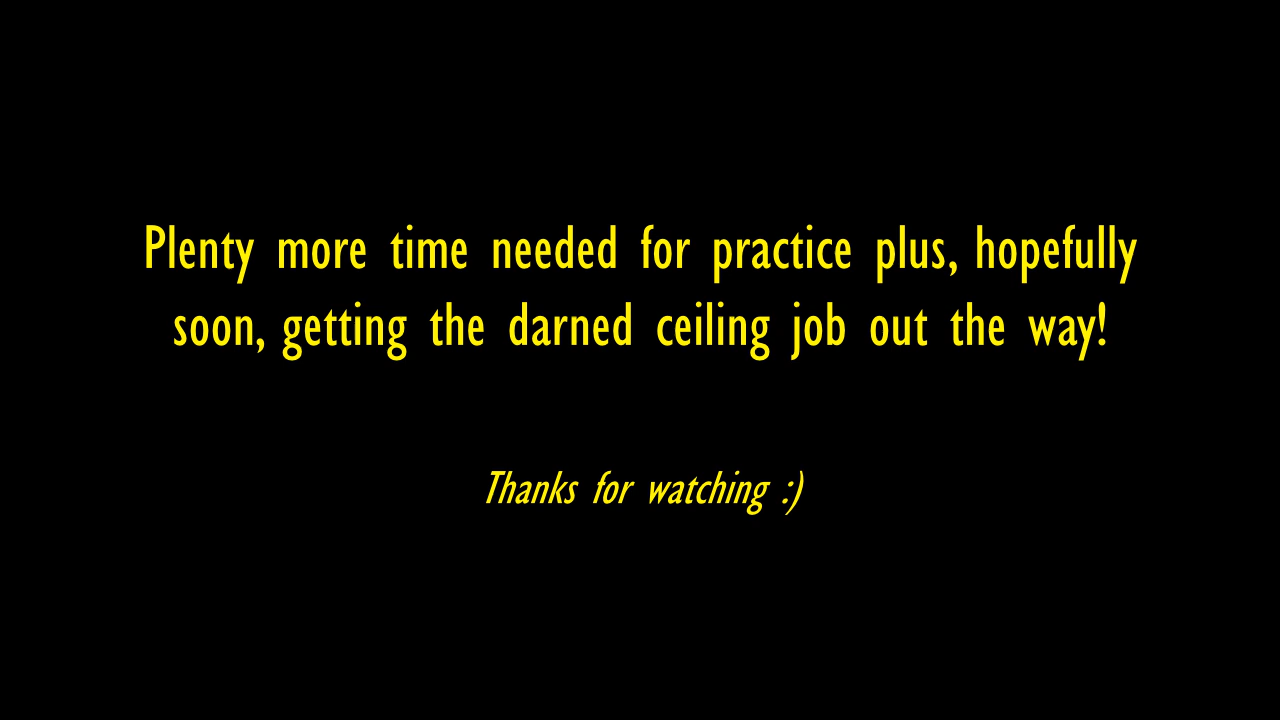 Plenty more time needed for practice plus, hopefully
soon, getting the darned ceiling job out the way!
Thanks for watching :)